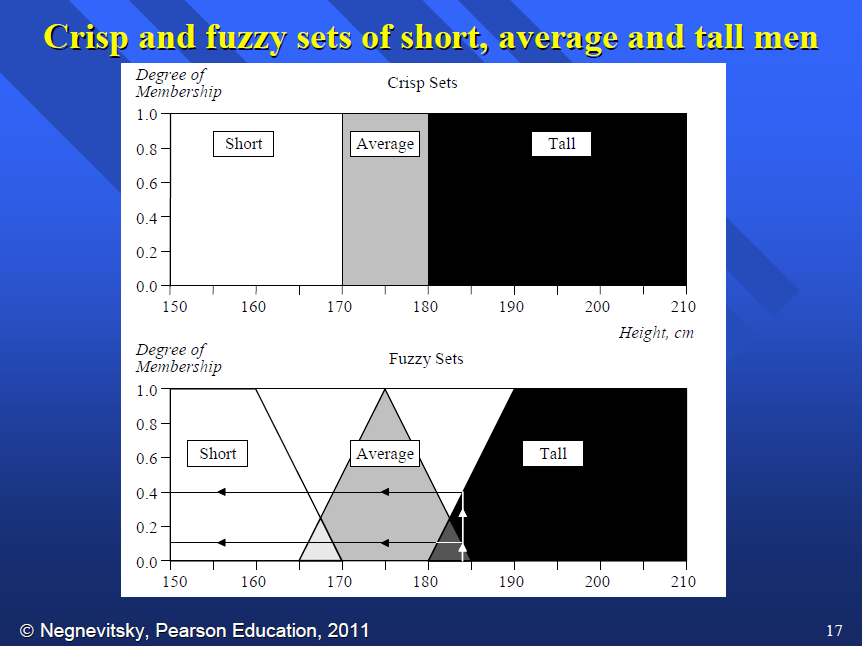 Crisp and fuzzy sets of short, average and tall men
Degree of
Membership
Crisp Sets
1.0
Short
Average
Tall
0.8
0.6
0.4
0.2
0.0
150 160 170 180 190 200 210
Height, cm
Degree of
Membership
Fuzzy Sets
1.0
0.8
Short
Average
Tall
0.6
0.4
0.2
0.0
150 160 170 180 190 200 210
© Negnevitsky, Pearson Education, 2011
17